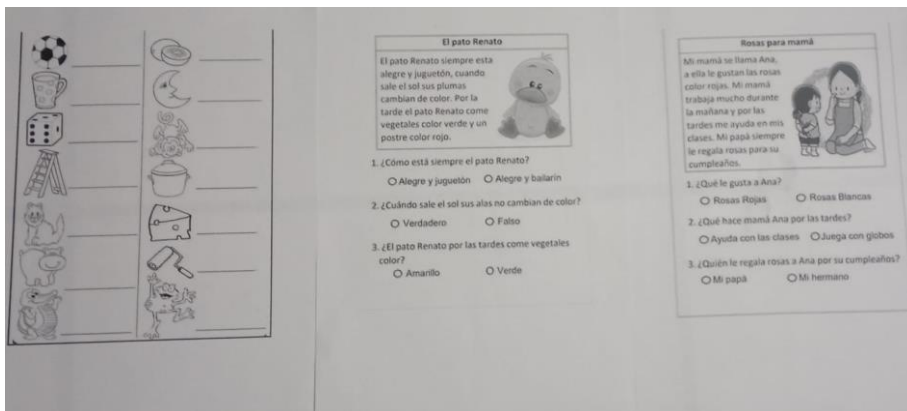 El pato Renato
El pato Renato siempre esta
alegre y juguetón, cuando
sale el sol sus plumas
cambian de color. Por la
tarde el pato Renato come
vegetales color verde y un
postre color rojo.
1. ¿Cómo está siempre el pato Renato?
Alegre y juguetón Alegre y bailarín
2. ¿Cuándo sale el sol sus alas no cambian de color?
Verdadero Falso
3. ¿El pato Renato por las tardes come vegetales
color?
Amarillo Verde
Rosas para mamá
Mi mamá se llama Ana,
a ella le gustan las rosas
color rojas. Mi mamá
trabaja mucho durante
la mañana y por las
tardes me ayuda en mis
clases. Mi papá siempre
le regala rosas para su
cumpleaños.
1. ¿Qué le gusta a Ana?
Rosas Rojas Rosas Blancas
2. ¿Qué hace mamá Ana por las tardes?
Ayuda con las clases Juega con globos
3. ¿Quién le regala rosas a Ana por su cumpleaños?
Mi papá Mi hermano